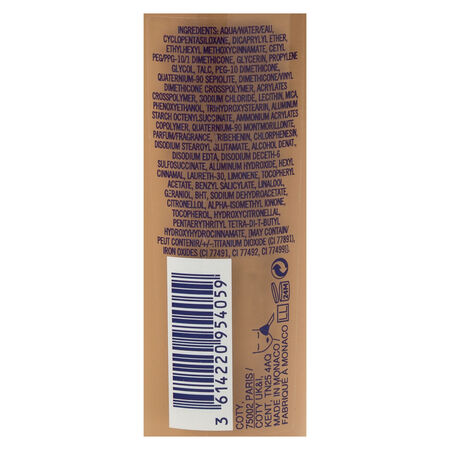 INGREDIENTS: AQUA/WATER/EAU,
CYCLOPENTASILOXANE, DICAPRYLYL ETHER,
ETHYLHEXYL METHOXYCINNAMATE, CETYL
PEG/PPG-10/1 DIMETHICONE, GLYCERIN, PROPYLENE
GLYCOL, TALC, PEG-10 DIMETHICONE,
QUATERNIUM-90 SEPIOLITE, DIMETHICONE/VINYL
DIMETHICONE CROSSPOLYMER, ACRYLATES
CROSSPOLYMER, SODIUM CHLORIDE, LECITHIN, MICA,
PHENOXYETHANOL, TRIHYDROXYSTEARIN, ALUMINUM
STARCH OCTENYLSUCCINATE, AMMONIUM ACRYLATES
COPOLYMER, QUATERNIUM-90 MONTMORILLONITE,
PARFUM/FRAGRANCE, TRIBEHENIN, CHLORPHENESIN,
DISODIUM STEAROYL GLUTAMATE, ALCOHOL DENAT.,
DISODIUM EDTA, DISODIUM DECETH-6
SULFOSUCCINATE, ALUMINUM HYDROXIDE, HEXYL
CINNAMAL, LAURETH-30, LIMONENE, TOCOPHERYL
ACETATE, BENZYL SALICYLATE, LINALOOL,
GERANIOL, BHT, SODIUM DEHYDROACETATE,
CITRONELLOL, ALPHA-ISOMETHYL IONONE,
TOCOPHEROL, HYDROXYCITRONELLAL,
PENTAERYTHRITYL TETRA-DI-T-BUTYL
HYDROXYHYDROCINNAMATE, [MAY CONTAIN/
PEUT CONTENIR/+/-:TITANIUM DIOXIDE (CI 77891),
IRON OXIDES (CI 77491, CI 77492, CI 77499)].
24M
3 614220 954059
COTY,
75002 PARIS /
COTY UK&I,
KENT, TN25 4AQ
MADE IN MONACO /
FABRIQUÉ À MONACO